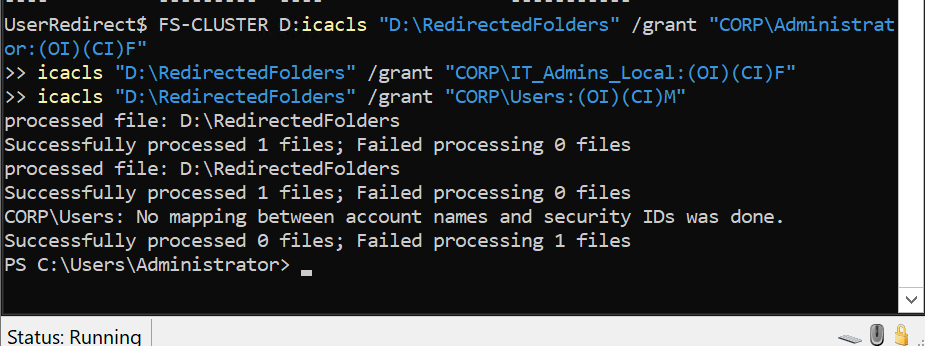 UserRedirect$ FS-CLUSTER D:icacls "D:\RedirectedFolders" /grant "CORP\Administrat
or:(OI)(CI)F"
>> icacls "D:\RedirectedFolders" /grant "CORP\IT_Admins_Local:(OI)(CI)F"
>> icacls "D:\RedirectedFolders" /grant "CORP\Users:(OI)(CI)M"
processed file: D:\RedirectedFolders
Successfully processed 1 files; Failed processing 0 files
processed file: D:\RedirectedFolders
Successfully processed 1 files; Failed processing 0 files
CORP\Users: No mapping between account names and security IDs was done.
Successfully processed 0 files; Failed processing 1 files
PS C:\Users\Administrator>
Status: Running